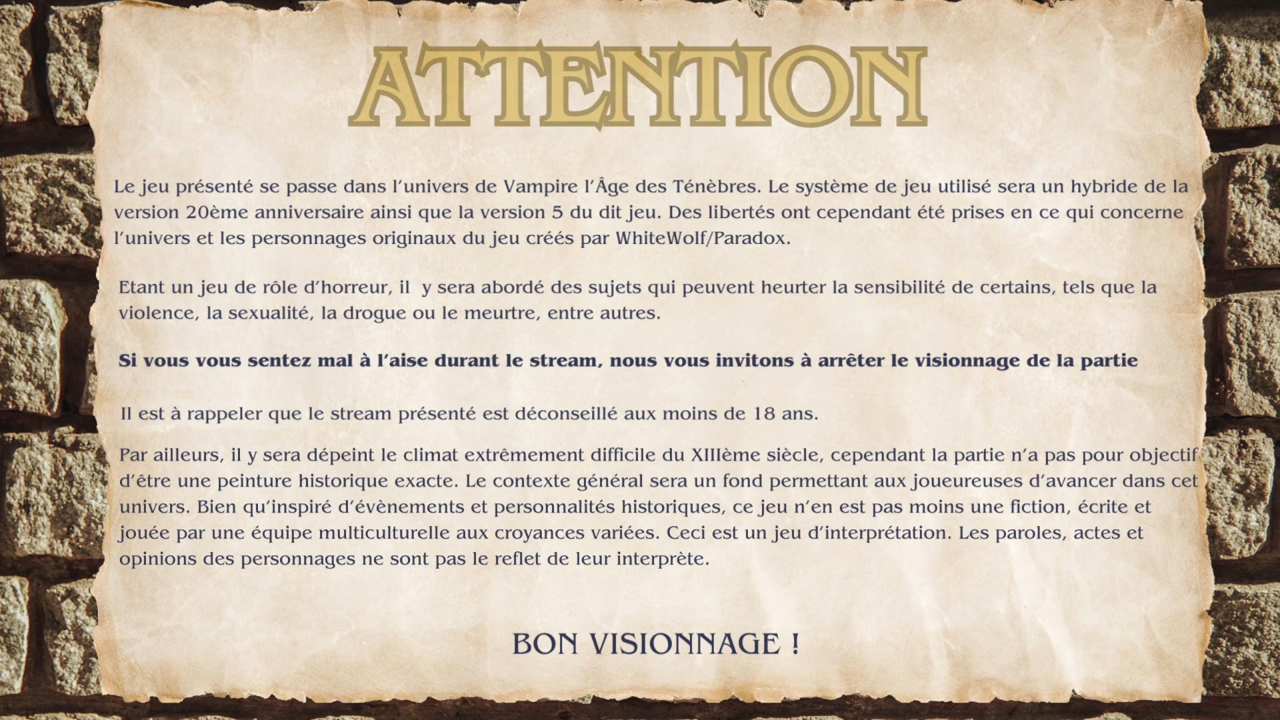 ATTENTION
Le jeu présenté se passe dans l'univers de Vampire l'Âge des Ténèbres. Le système de jeu utilisé sera un hybride de la
version 20ème anniversaire ainsi que la version 5 du dit jeu. Des libertés ont cependant été prises en ce qui concerne
l'univers et les personnages originaux du jeu créés par WhiteWolf/Paradox.
Etant un jeu de rôle d'horreur, il y sera abordé des sujets qui peuvent heurter la sensibilité de certains, tels que la
violence, la sexualité, la drogue ou le meurtre, entre autres.
Si vous vous sentez mal à l'aise durant le stream, nous vous invitons à arrêter le visionnage de la partie
Il est à rappeler que le stream présenté est déconseillé aux moins de 18 ans.
Par ailleurs, il y sera dépeint le climat extrêmement difficile du XIIIème siècle, cependant la partie n'a pas pour objectif
d'être une peinture historique exacte. Le contexte général sera un fond permettant aux joueureuses d'avancer dans cet
univers. Bien qu'inspiré d'évènements et personnalités historiques, ce jeu n'en est pas moins une fiction, écrite et
jouée par une équipe multiculturelle aux croyances variées. Ceci est un jeu d'interprétation. Les paroles, actes et
opinions des personnages ne sont pas le reflet de leur interprète.
BON VISIONNAGE !